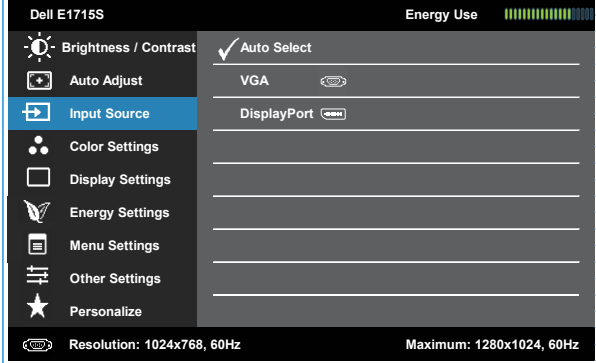 Dell E1715S Energy Use
Brightness / Contrast Auto Select
Auto Adjust VGA
Input Source DisplayPort
Color Settings
Display Settings
Energy Settings
Menu Settings
Other Settings
Personalize
Resolution: 1024x768, 60Hz Maximum: 1280x1024, 60Hz